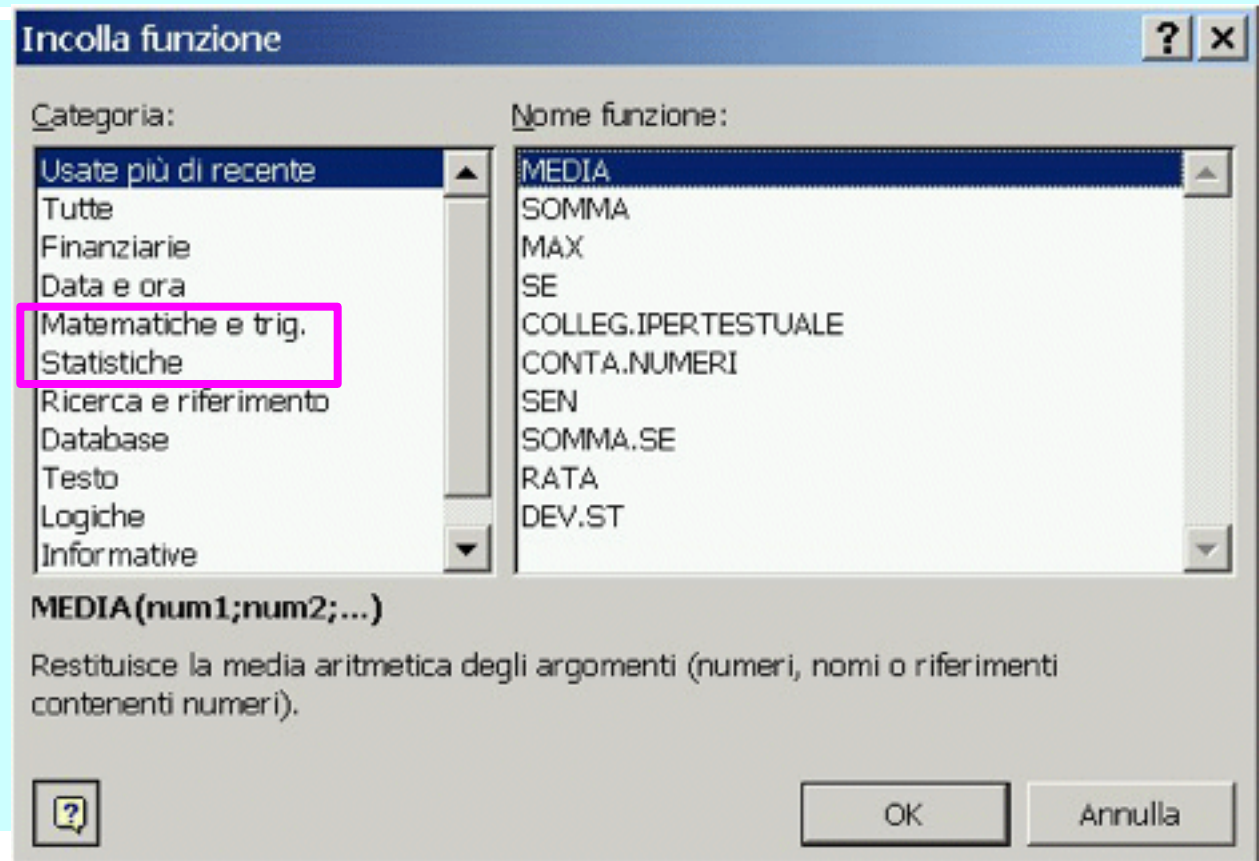 Incolla funzione
Categoria:
Usate più di recente
Tutte
Finanziarie
Data e ora
Matematiche e trig.
Statistiche
Ricerca e riferimento
Database
Testo
Logiche
Informative
Nome funzione:
MEDIA
SOMMA
MAX
SE
COLLEG.IPERTESTUALE
CONTA.NUMERI
SEN
SOMMA.SE
RATA
DEV.ST
MEDIA(num1;num2;...)
Restituisce la media aritmetica degli argomenti (numeri, nomi o riferimenti
contenenti numeri).
OK
Annulla